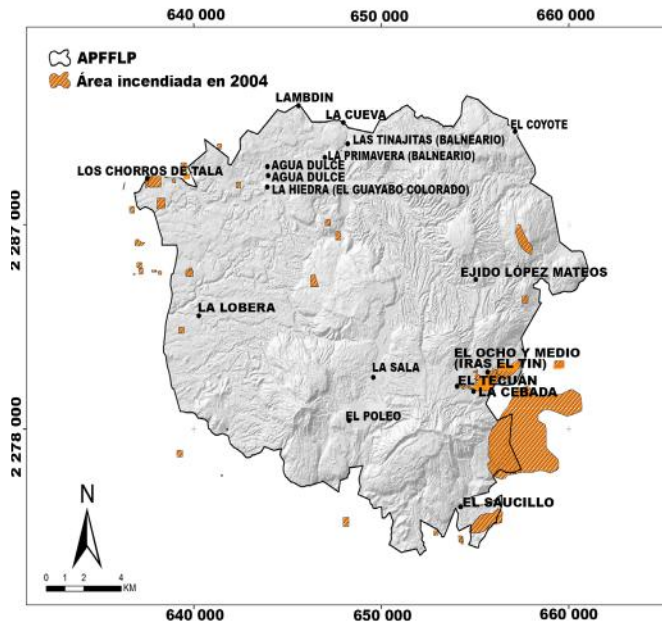 640 000 650 000 660 000
APFFLP
Área incendiada en 2004
LAMBDIN
LA CUEVA
EL COYOTE
LAS TINAJITAS (BALNEARIO)
LA PRIMAVERA (BALNEARIO)
AGUA DULCE
LOS CHORROS DE TALA
AGUA DULCE
LA HIEDRA (EL GUAYABO COLORADO)
2 287 000
EJIDO LÓPEZ MATEOS
LA LOBERA
EL OCHO Y MEDIO
(IRAS EL TIN)
LA SALA
EL TECUÁN
LA CEBADA
EL POLEO
2 278 000
N
EL SAUCILLO
0 1 2 4
KM
640 000 650 000 660 000